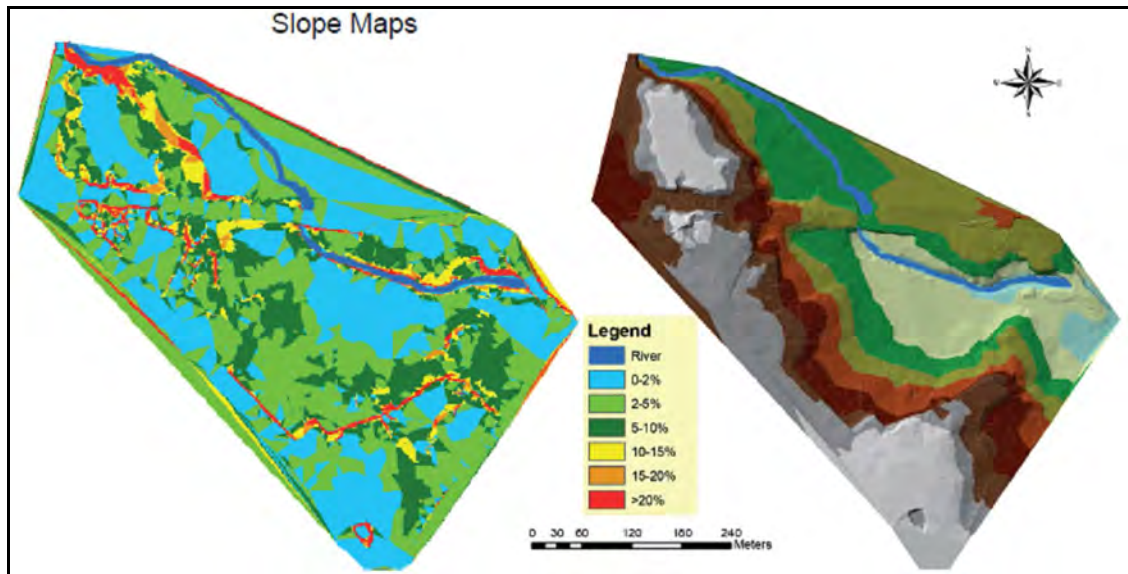 Slope Maps
N
W
E
S
Legend
River
0-2%
2-5%
5-10%
10-15%
15-20%
>20%
0 30 60 120 180 240
Meters